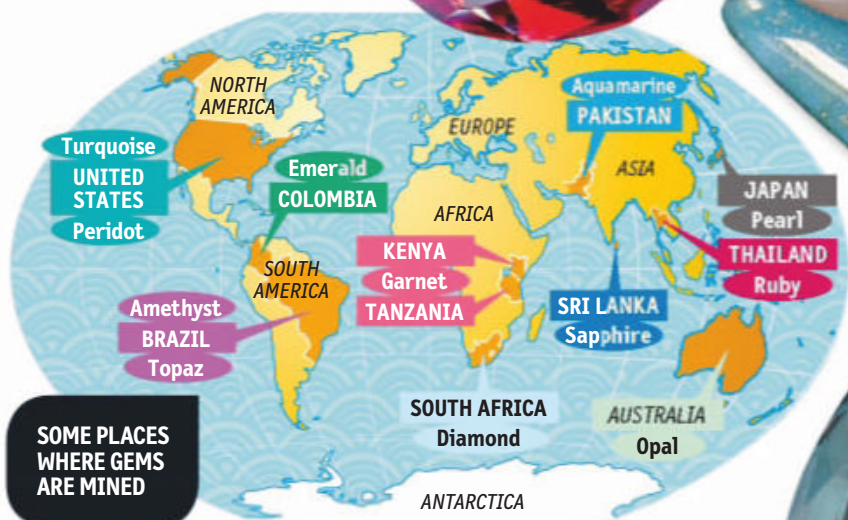 NORTH
AMERICA
Turquoise
UNITED
STATES
Peridot
Emerald
COLOMBIA
SOUTH
AMERICA
Amethyst
BRAZIL
Topaz
EUROPE
AFRICA
KENYA
Garnet
TANZANIA
SOUTH AFRICA
Diamond
Aquamarine
PAKISTAN
ASIA
SRI LANKA
Sapphire
JAPAN
Pearl
THAILAND
Ruby
AUSTRALIA
Opal
ANTARCTICA
SOME PLACES
WHERE GEMS
ARE MINED